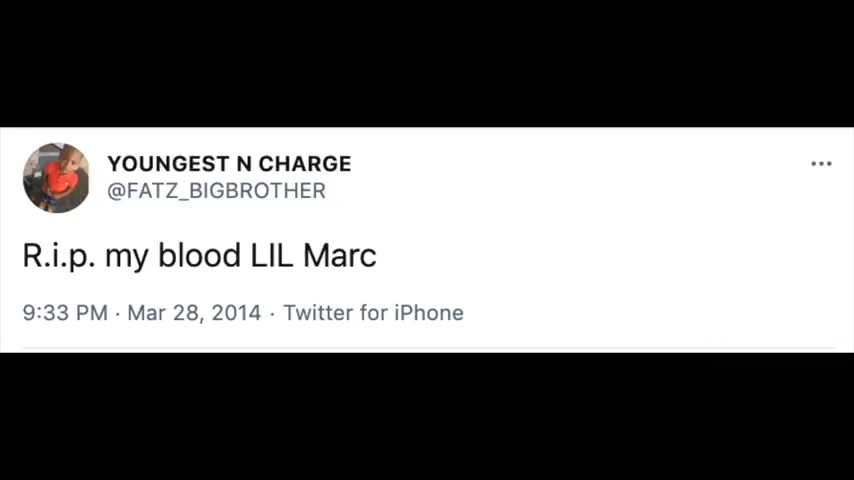 YOUNGEST N CHARGE
@FATZ_BIGBROTHER
R.i.p. my blood LIL Marc
9:33 PM · Mar 28, 2014 · Twitter for iPhone